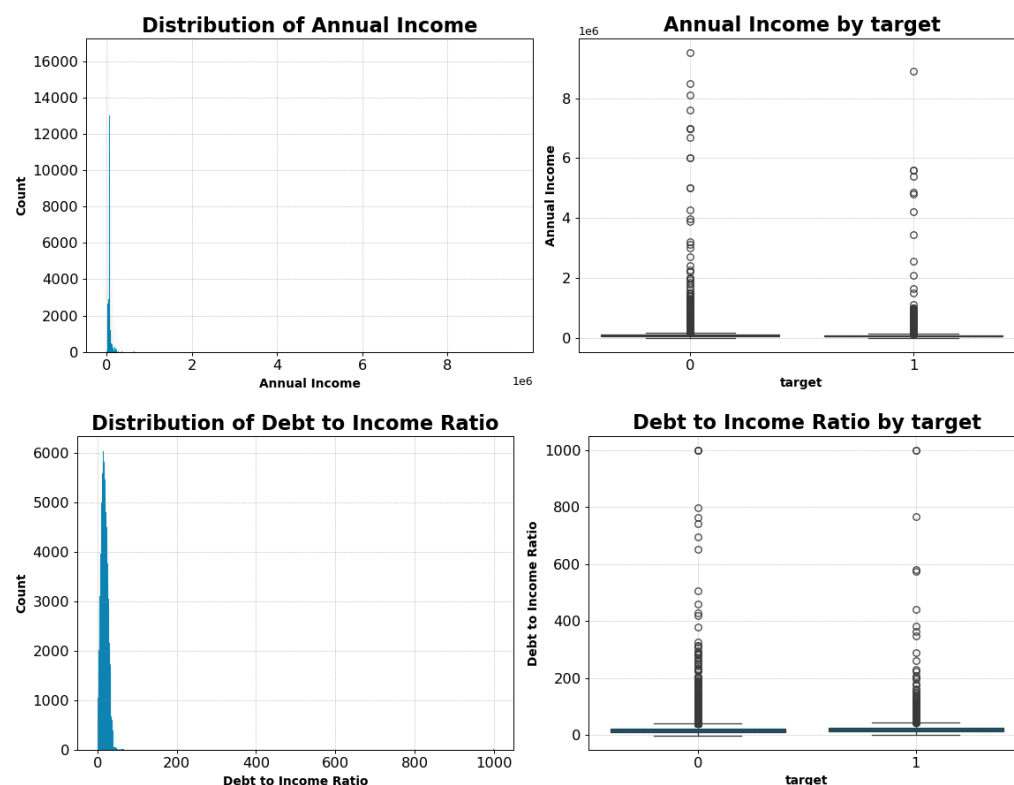 Distribution of Annual Income
16000
14000
12000
10000
8000
6000
4000
2000
0
Count
0 2 4 6 8
1e6
Annual Income
Annual Income by target
1e6
8
6
4
2
0
Annual Income
0 1
target
Distribution of Debt to Income Ratio
6000
5000
4000
3000
2000
1000
0
Count
0 200 400 600 800 1000
Debt to Income Ratio
Debt to Income Ratio by target
1000
800
600
400
200
0
Debt to Income Ratio
0 1
target